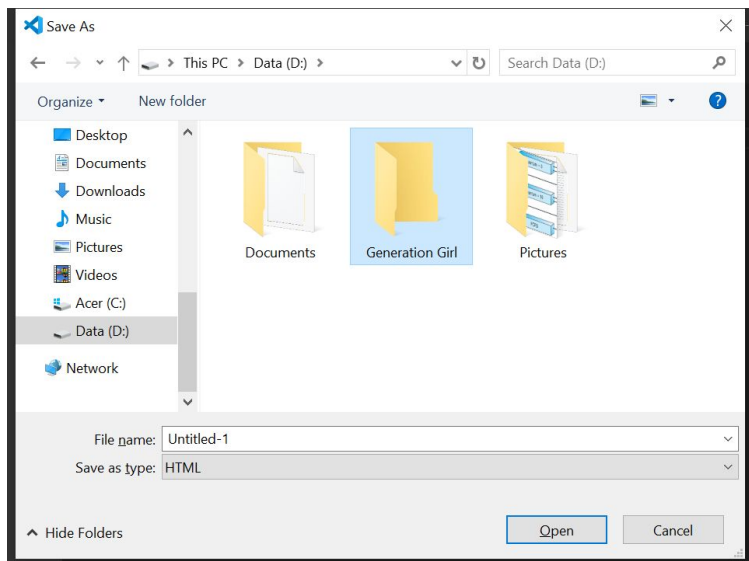 Save As
This PC > Data (D:) >
Search Data (D:)
Organize
New folder
Desktop
Documents
Downloads
Music
Pictures
Videos
Acer (C:)
Data (D:)
Network
Documents
Generation Girl
Pictures
File name: Untitled-1
Save as type: HTML
Hide Folders
Open
Cancel